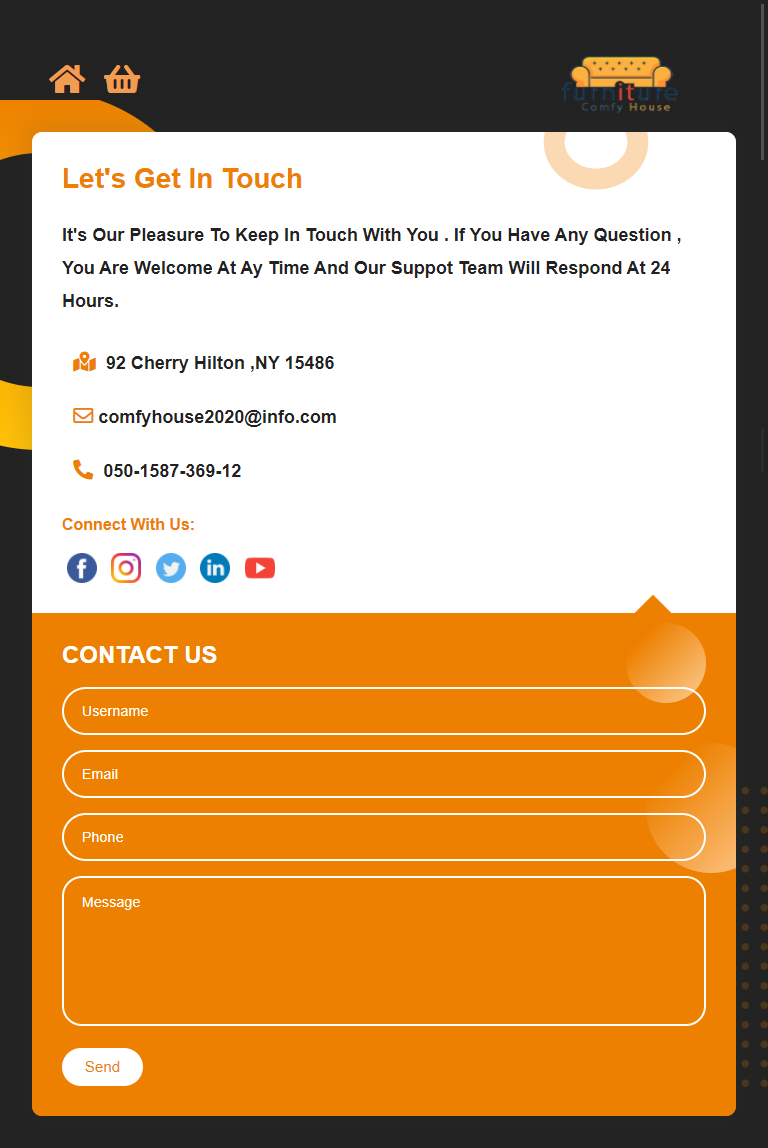 furniture
Comfy House
Let's Get In Touch
It's Our Pleasure To Keep In Touch With You . If You Have Any Question ,
You Are Welcome At Ay Time And Our Suppot Team Will Respond At 24
Hours.
92 Cherry Hilton ,NY 15486
comfyhouse2020@info.com
050-1587-369-12
Connect With Us:
CONTACT US
Username
Email
Phone
Message
Send